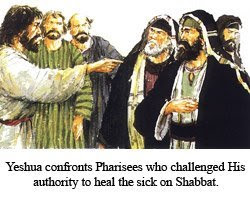 Yeshua confronts Pharisees who challenged His
authority to heal the sick on Shabbat.